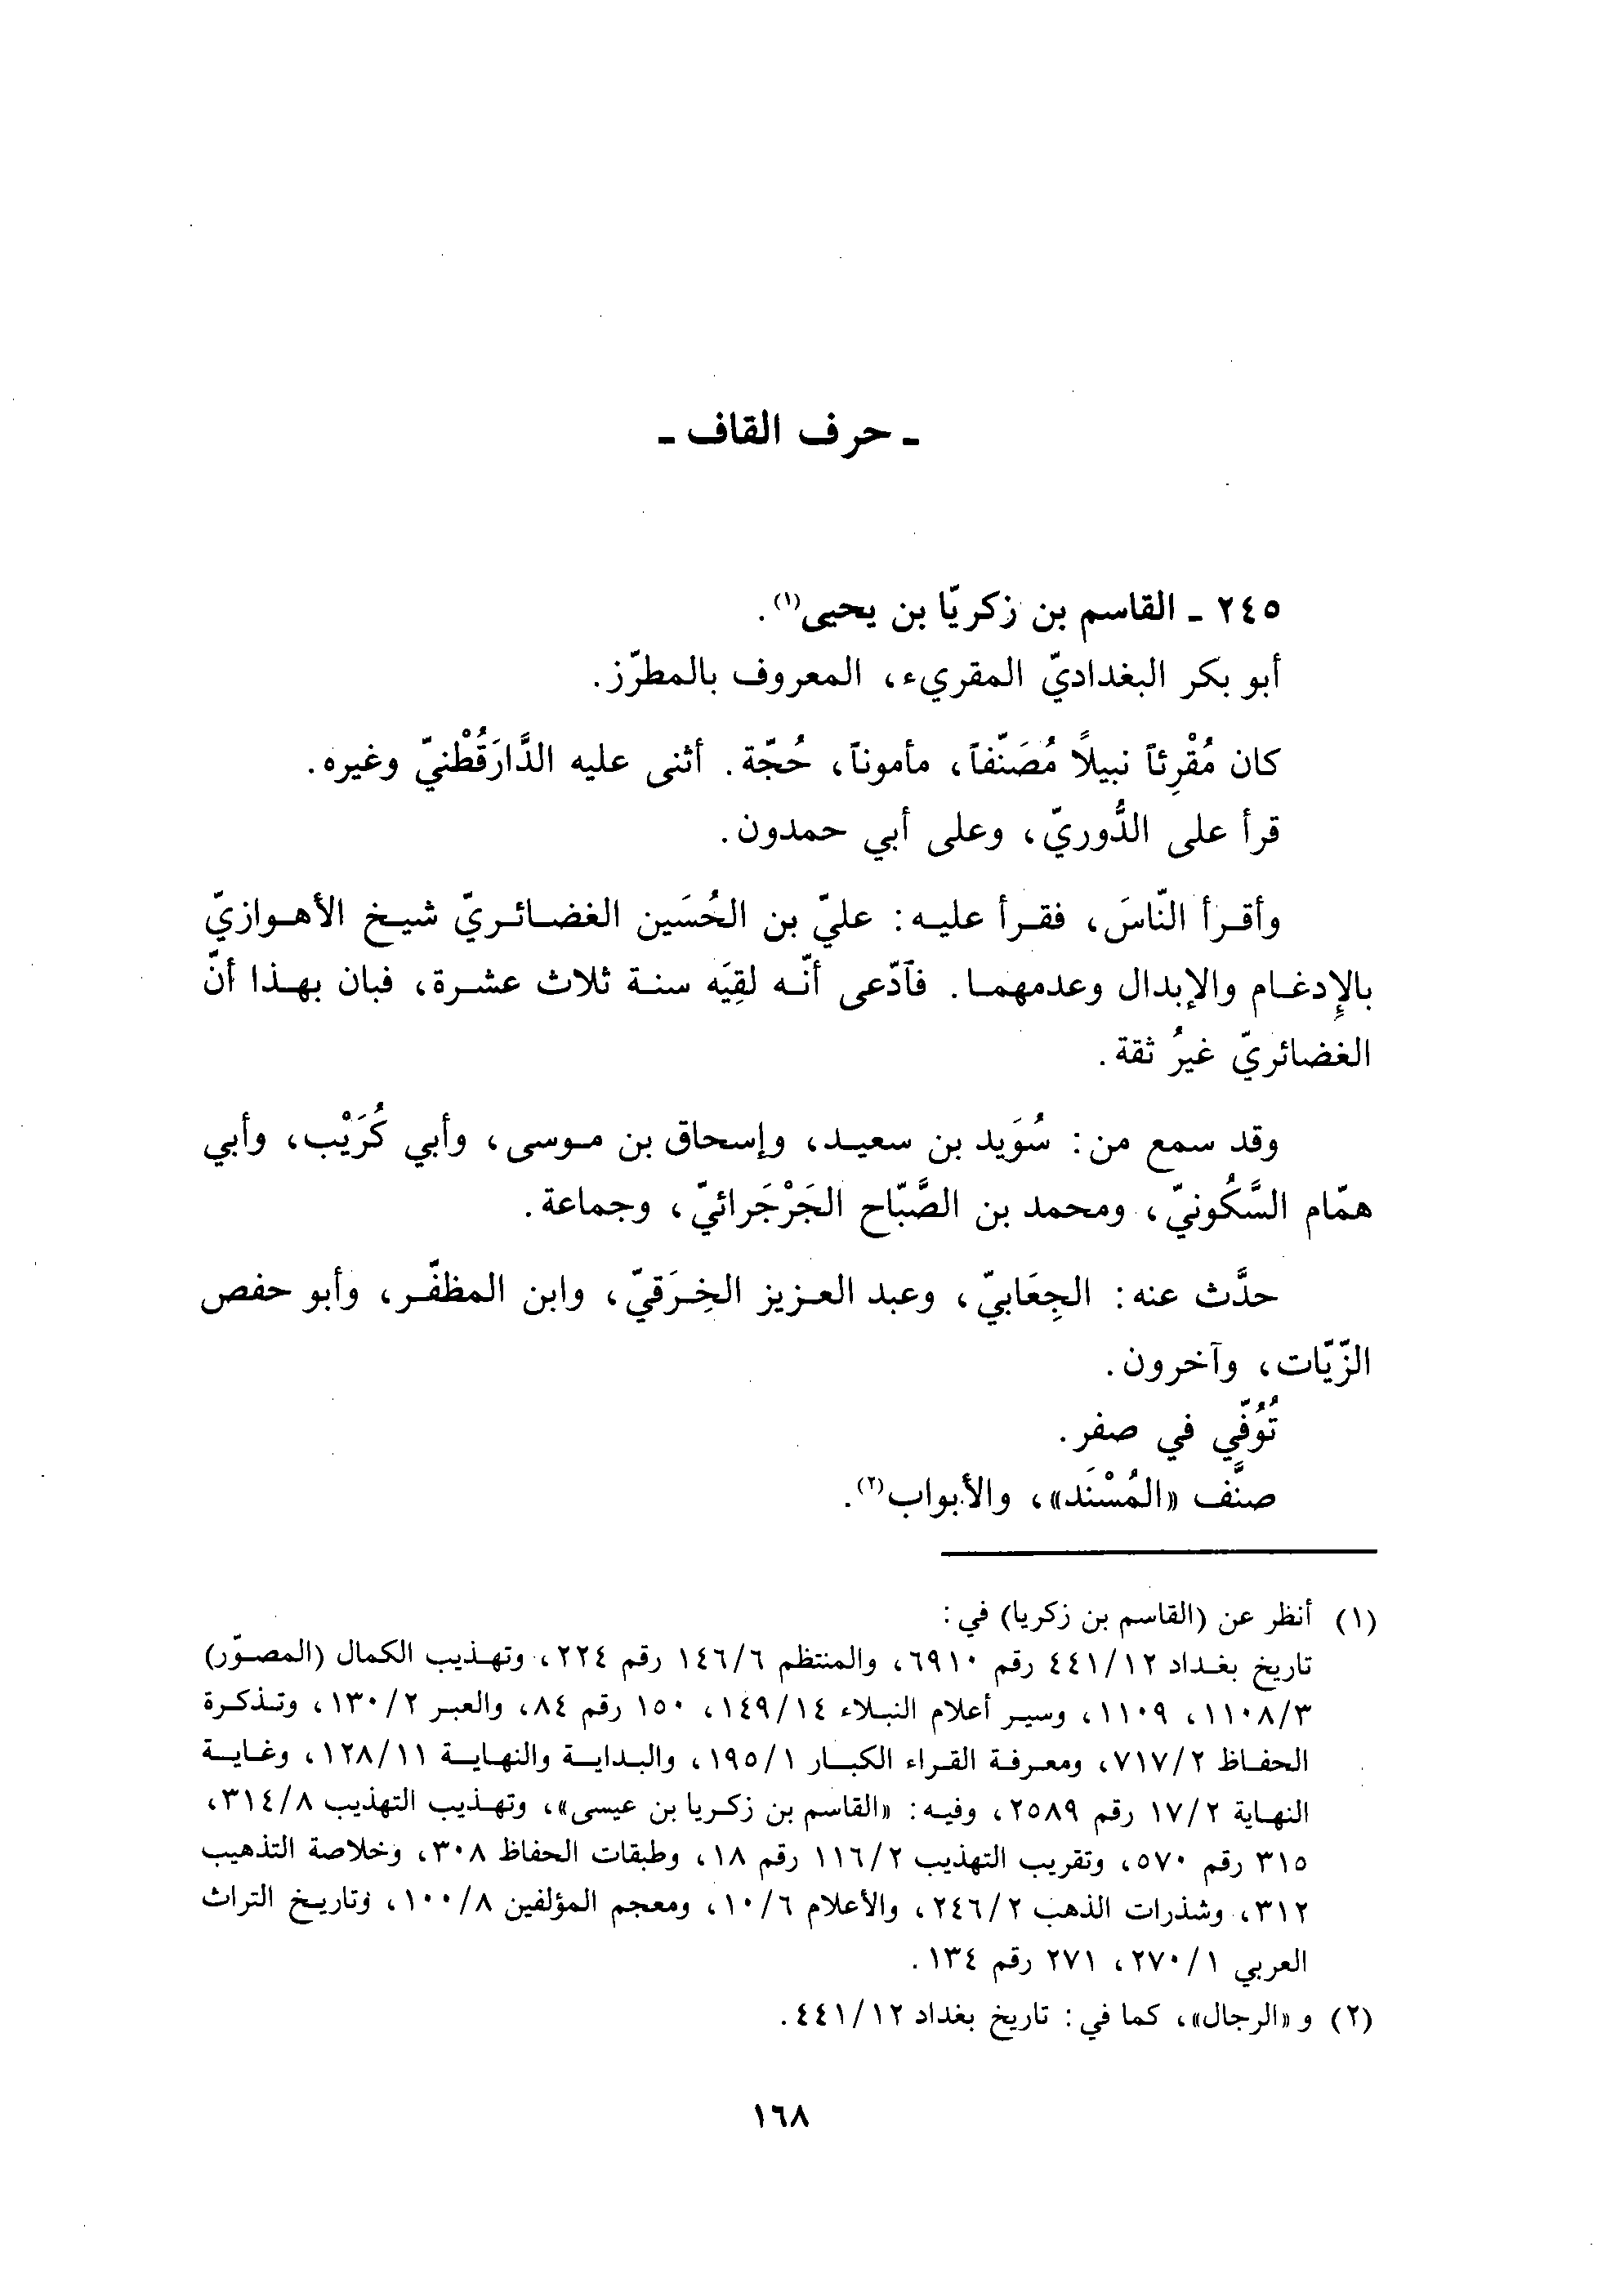 ـ حرف القاف ـ
٢٤٥ ـ القاسم بن زكريّا بن يحيى(١).
أبو بكر البغداديّ المقريء، المعروف بالمطرّز.
كان مُقْرِئاً نبيلًا مُصَنّفاً، مأموناً، حُجّة. أثنى عليه الدَّارَقُطْنيّ وغيره.
قرأ على الدُّوريّ، وعلى أبي حمدون.
وأقرأ النّاسَ، فقرأ عليه: عليّ بن الحُسَين الغضائريّ شيخ الأهوازيّ
بالإِدغام والإبدال وعدمهما. فآدّعى أنّه لقِيَه سنة ثلاث عشرة، فبان بهذا أنّ
الغضائريّ غيرُ ثقة.
وقد سمع من: سُوَيد بن سعيد، وإسحاق بن موسى، وأبي كُرَيْب، وأبي
همّام السَّكُونيّ، ومحمد بن الصَّبّاح الجَرْجَرائيّ، وجماعة.
حدَّث عنه: الجِعَابيّ، وعبد العزيز الخِرَقيّ، وابن المظفّر، وأبو حفص
الزّيّات، وآخرون.
تُوُفّي في صفر.
صنَّف «المُسْنَد»، والأبواب(٢).
(١) أنظر عن (القاسم بن زكريا) في:
تاريخ بغداد ٤٤١/١٢ رقم ٦٩١٠، والمنتظم ١٤٦/٦ رقم ٢٢٤، وتهذيب الكمال (المصوّر)
١١٠٨/٣، ١١٠٩، وسير أعلام النبلاء ١٤٩/١٤، ١٥٠ رقم ٨٤، والعبر ١٣٠/٢، وتذكرة
الحفاظ ٧١٧/٢، ومعرفة القراء الكبار ١٩٥/١، والبداية والنهاية ١٢٨/١١، وغاية
النهاية ١٧/٢ رقم ٢٥٨٩، وفيه: «القاسم بن زكريا بن عيسى»، وتهذيب التهذيب ٣١٤/٨،
٣١٥ رقم ٥٧٠، وتقريب التهذيب ١١٦/٢ رقم ١٨، وطبقات الحفاظ ٣٠٨، وخلاصة التذهيب
٣١٢، وشذرات الذهب ٢٤٦/٢، والأعلام ١٠/٦، ومعجم المؤلفين ١٠٠/٨، وتاريخ التراث
العربي ٢٧٠/١، ٢٧١ رقم ١٣٤.
(٢) و«الرجال»، كما في: تاريخ بغداد ٤٤١/١٢.
١٦٨